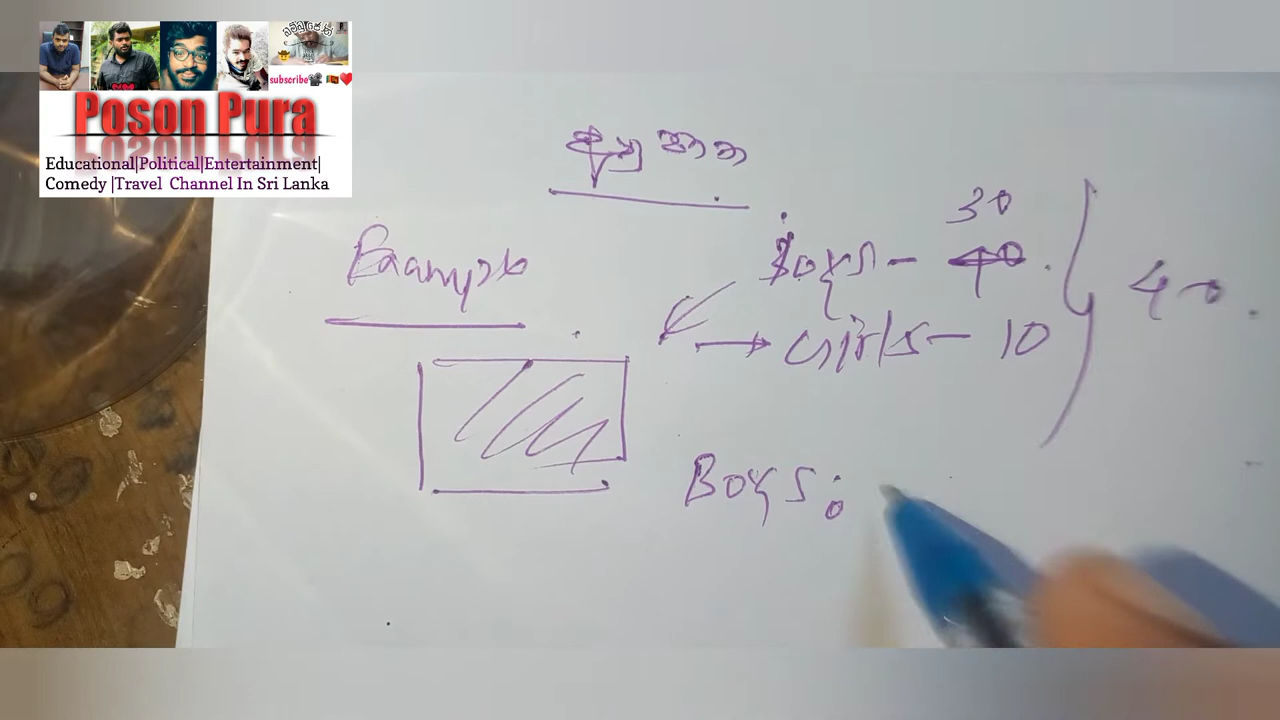 subscribe
Poson Pura
Educational|Political|Entertainment|
Comedy |Travel Channel In Sri Lanka
අනුපාත
Example
Boys - 30
40
Girls - 10
40
Boys: